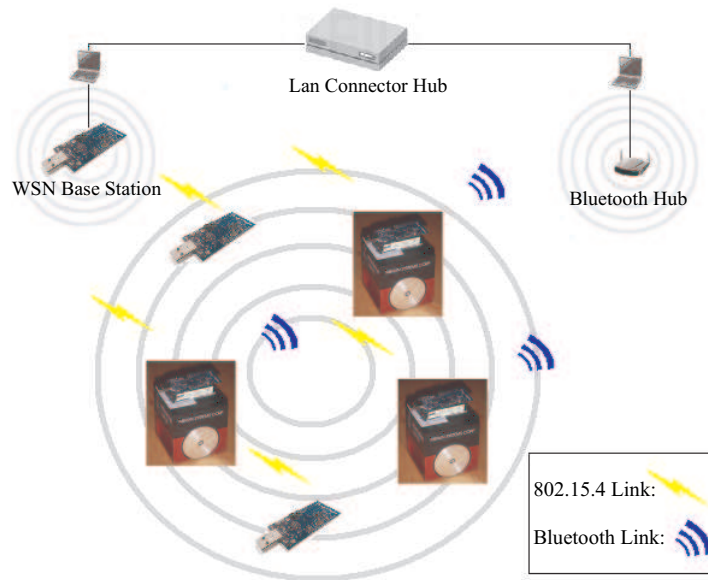 Lan Connector Hub
WSN Base Station
Bluetooth Hub
802.15.4 Link:
Bluetooth Link: